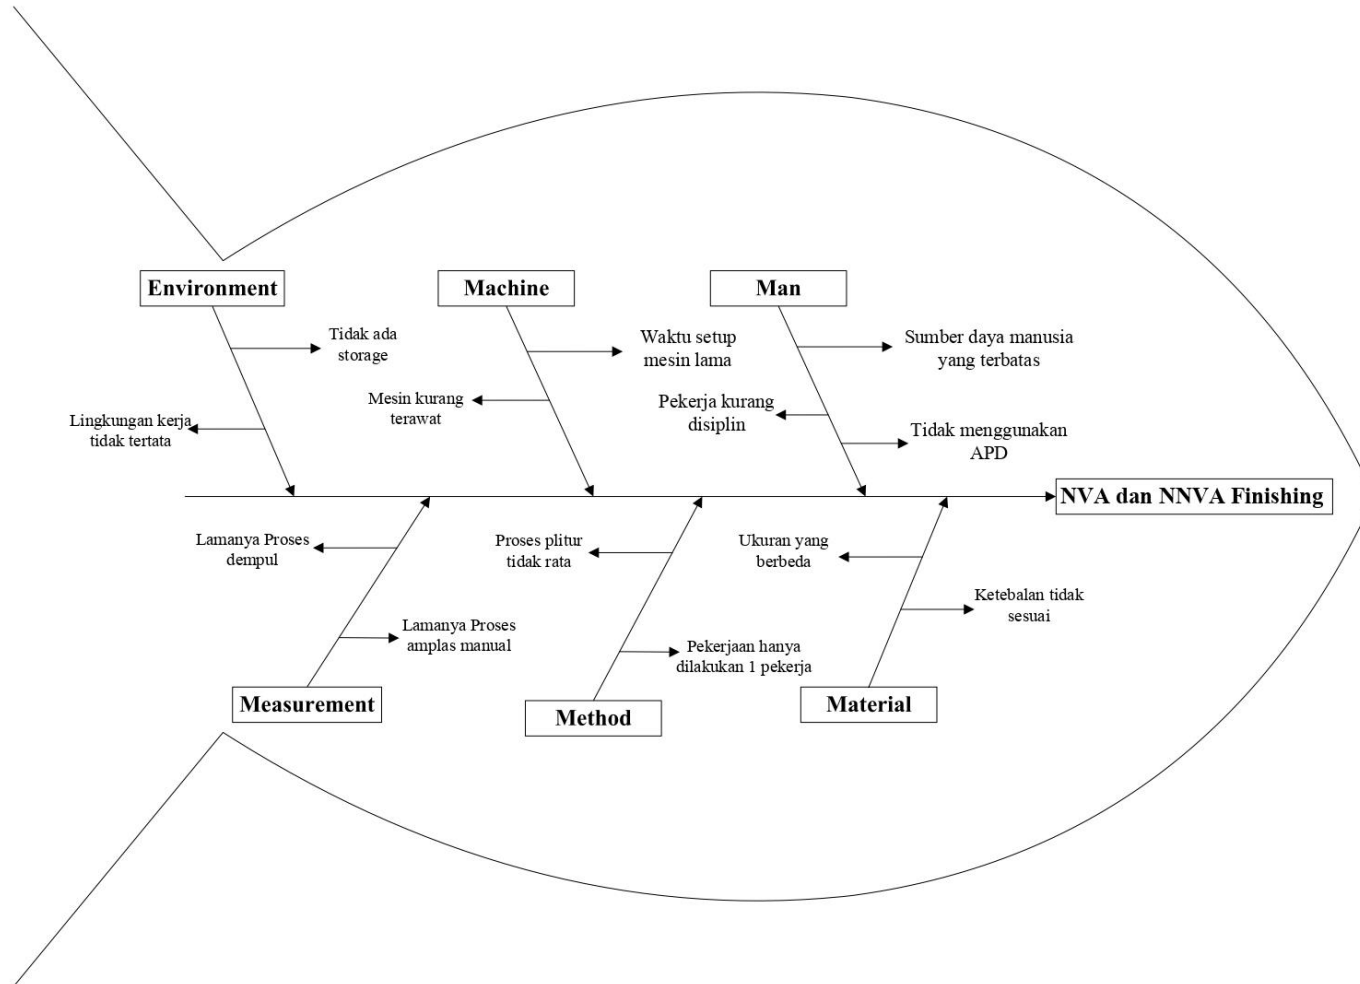 Environment
Machine
Man
Tidak ada
storage
Waktu setup
mesin lama
Sumber daya manusia
yang terbatas
Mesin kurang
terawat
Pekerja kurang
disiplin
Lingkungan kerja
tidak tertata
Tidak menggunakan
APD
NVA dan NNVA Finishing
Lamanya Proses
dempul
Proses plitur
tidak rata
Ukuran yang
berbeda
Ketebalan tidak
sesuai
Lamanya Proses
amplas manual
Pekerjaan hanya
dilakukan 1 pekerja
Measurement
Method
Material